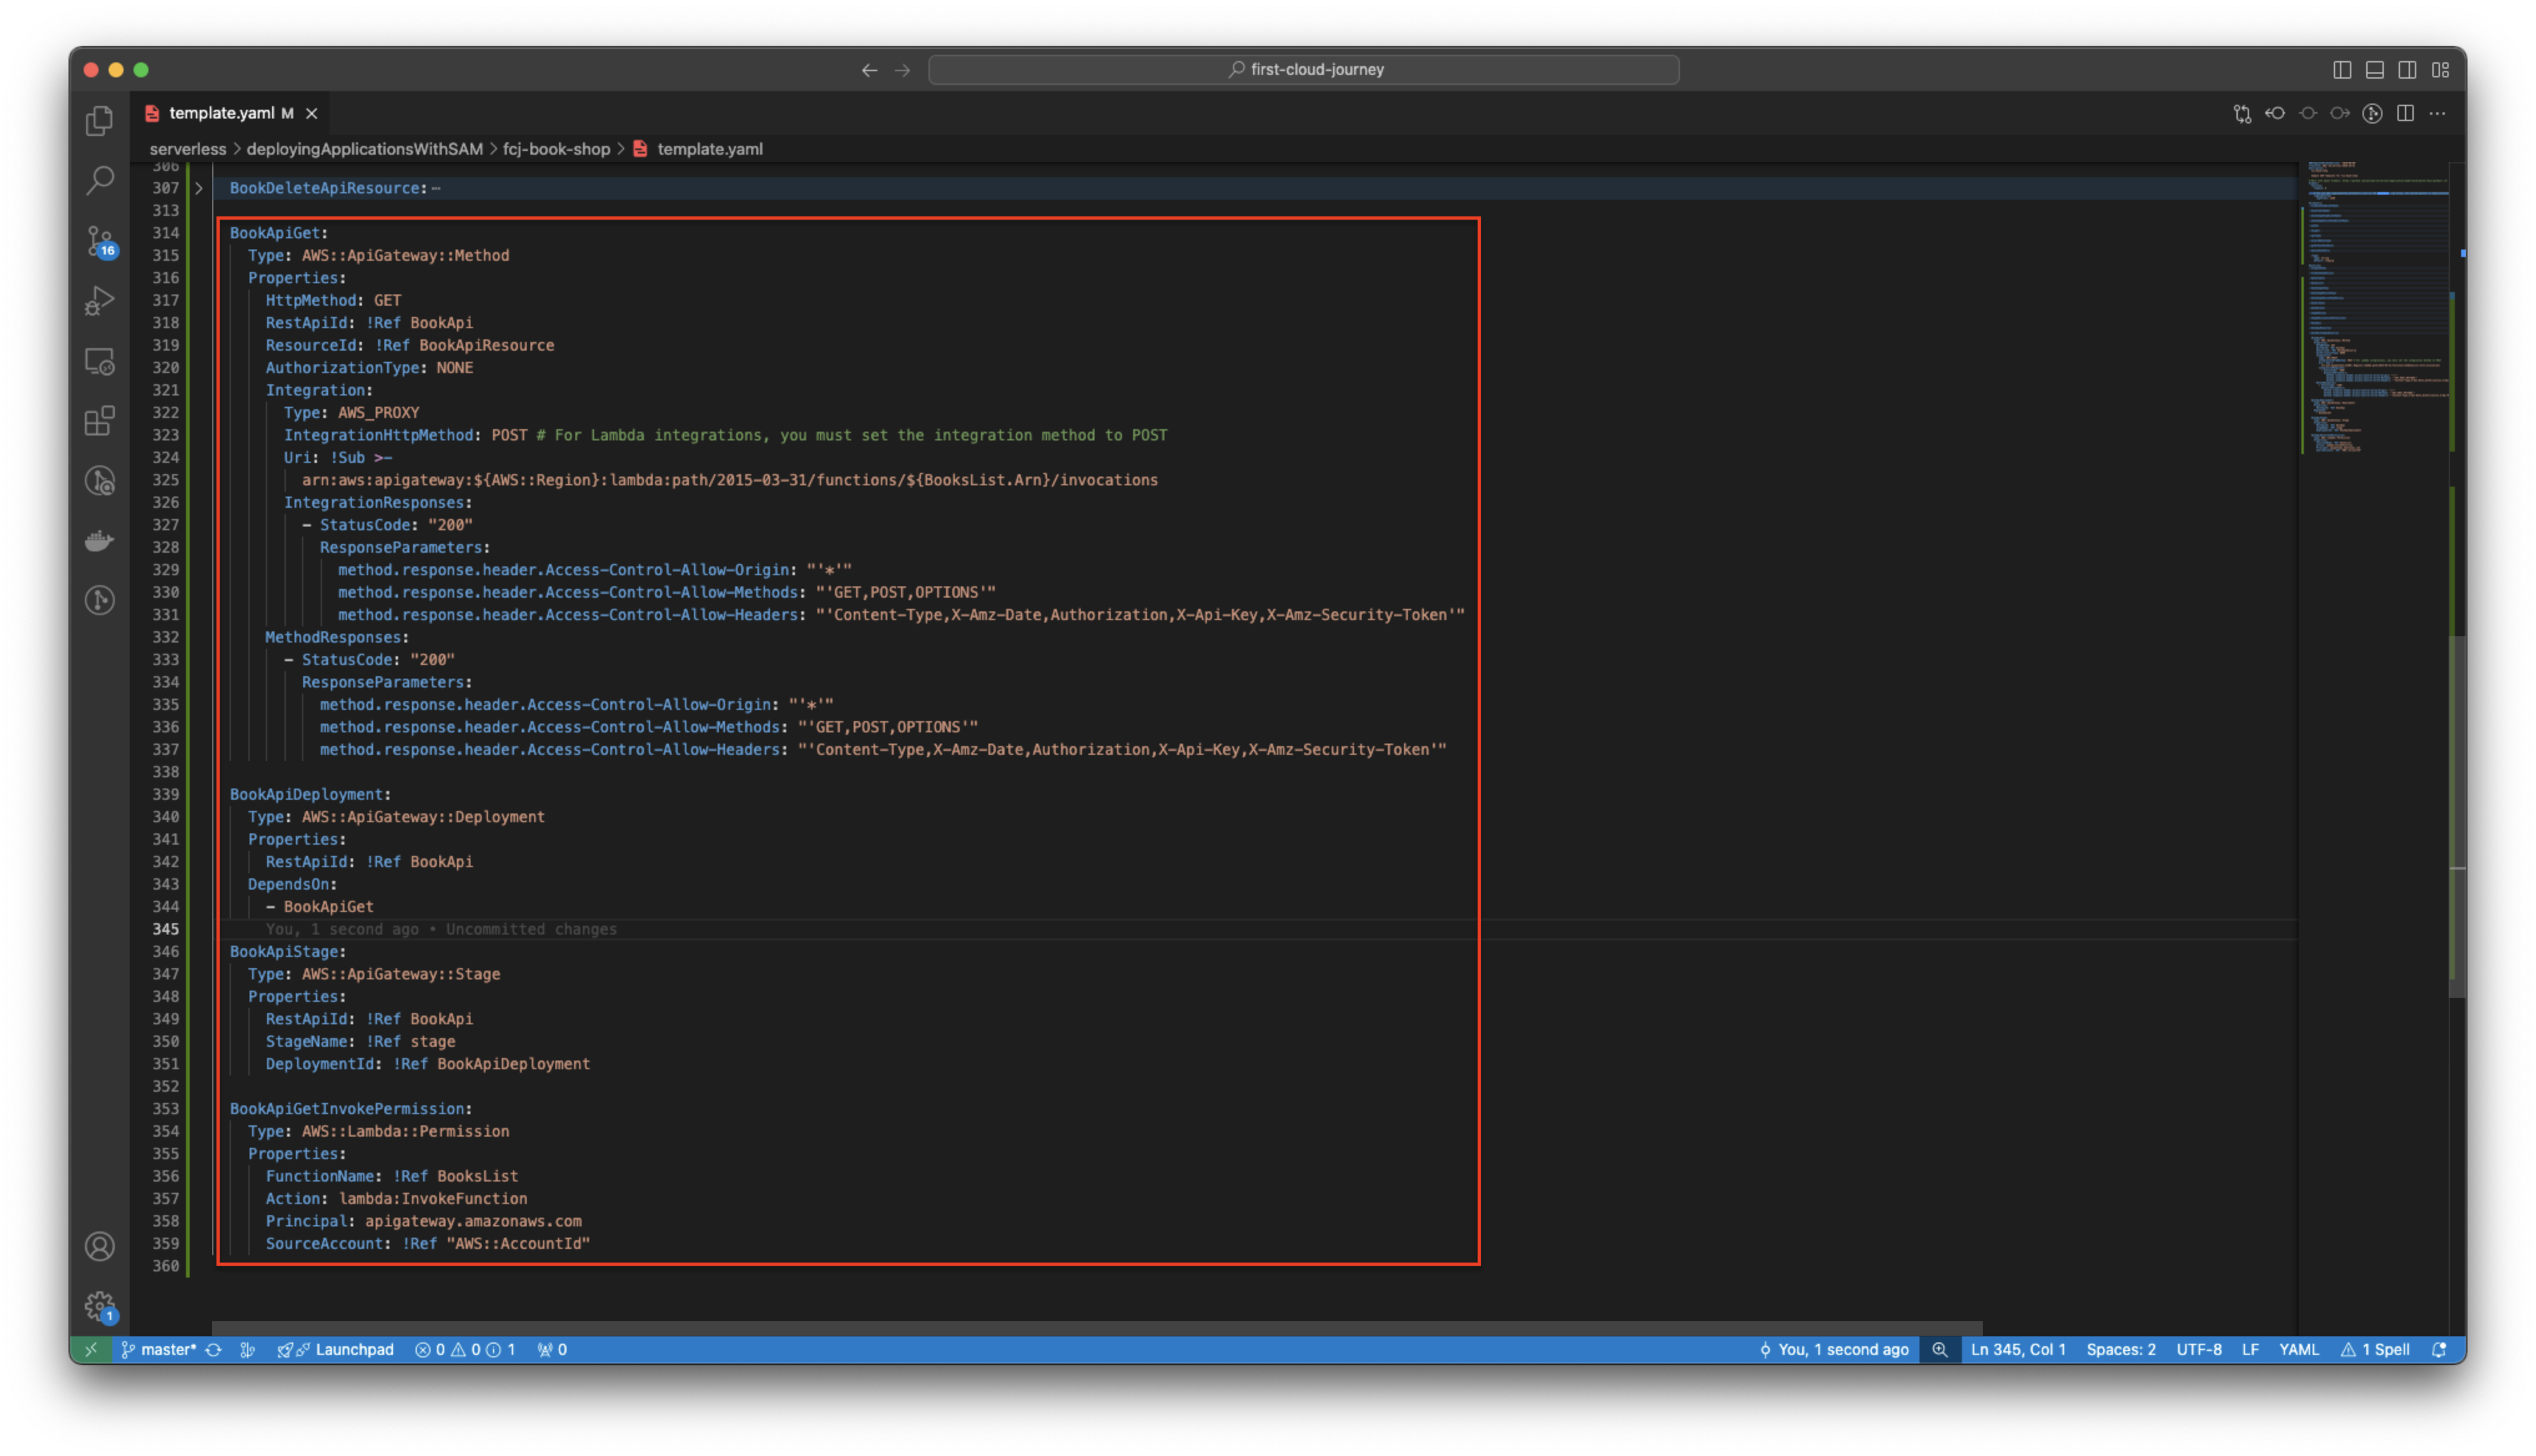 first-cloud-journey
template.yaml M
serverless > deployingApplicationsWithSAM > fcj-book-shop > template.yaml
306
307 BookDeleteApiResource:
313
314 BookApiGet:
315 Type: AWS::ApiGateway::Method
316 Properties:
317 HttpMethod: GET
318 RestApiId: !Ref BookApi
319 ResourceId: !Ref BookApiResource
320 AuthorizationType: NONE
321 Integration:
322 Type: AWS_PROXY
323 IntegrationHttpMethod: POST # For Lambda integrations, you must set the integration method to POST
324 Uri: !Sub >-
325 arn:aws:apigateway:${AWS::Region}:lambda:path/2015-03-31/functions/${BooksList.Arn}/invocations
326 IntegrationResponses:
327 - StatusCode: "200"
328 ResponseParameters:
329 method.response.header.Access-Control-Allow-Origin: "'*'"
330 method.response.header.Access-Control-Allow-Methods: "'GET,POST,OPTIONS'"
331 method.response.header.Access-Control-Allow-Headers: "'Content-Type,X-Amz-Date,Authorization,X-Api-Key,X-Amz-Security-Token'"
332 MethodResponses:
333 - StatusCode: "200"
334 ResponseParameters:
335 method.response.header.Access-Control-Allow-Origin: "'*'"
336 method.response.header.Access-Control-Allow-Methods: "'GET,POST,OPTIONS'"
337 method.response.header.Access-Control-Allow-Headers: "'Content-Type,X-Amz-Date,Authorization,X-Api-Key,X-Amz-Security-Token'"
338
339 BookApiDeployment:
340 Type: AWS::ApiGateway::Deployment
341 Properties:
342 RestApiId: !Ref BookApi
343 DependsOn:
344 - BookApiGet
345 You, 1 second ago • Uncommitted changes
346 BookApiStage:
347 Type: AWS::ApiGateway::Stage
348 Properties:
349 RestApiId: !Ref BookApi
350 StageName: !Ref stage
351 DeploymentId: !Ref BookApiDeployment
352
353 BookApiGetInvokePermission:
354 Type: AWS::Lambda::Permission
355 Properties:
356 FunctionName: !Ref BooksList
357 Action: lambda:InvokeFunction
358 Principal: apigateway.amazonaws.com
359 SourceAccount: !Ref "AWS::AccountId"
360
16
1
master* Launchpad 0 0 1 0 You, 1 second ago Ln 345, Col 1 Spaces: 2 UTF-8 LF YAML 1 Spell